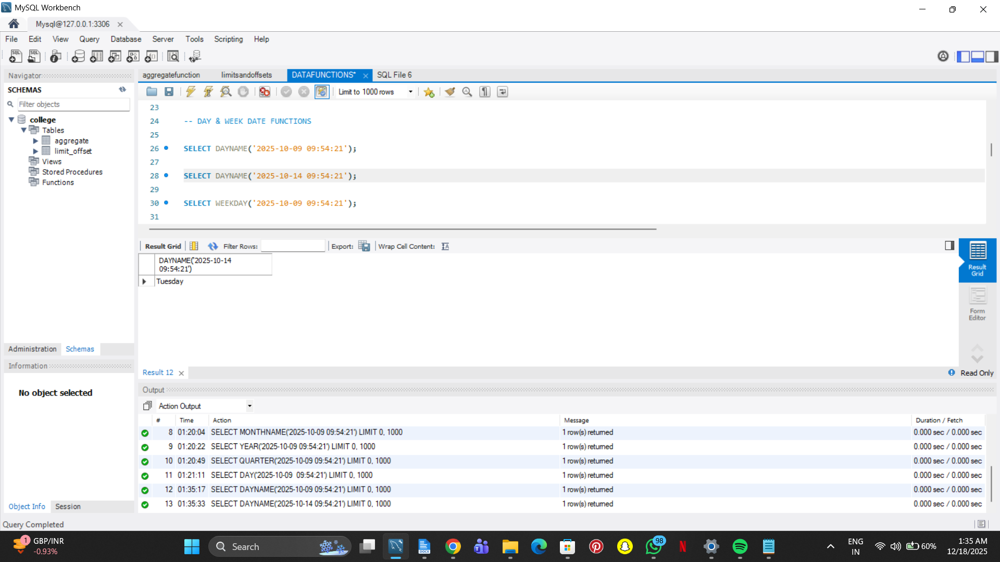 MySQL Workbench
Mysql@127.0.0.1:3306
File Edit View Query Database Server Tools Scripting Help
Navigator
SCHEMAS
Filter objects
college
Tables
aggregate
limit_offset
Views
Stored Procedures
Functions
Administration Schemas
Information
No object selected
Object Info Session
Query Completed
aggregatefunction limitsandoffsets DATAFUNCTIONS* SQL File 6
Limit to 1000 rows
23
24 -- DAY & WEEK DATE FUNCTIONS
25
26 SELECT DAYNAME('2025-10-09 09:54:21');
27
28 SELECT DAYNAME('2025-10-14 09:54:21');
29
30 SELECT WEEKDAY('2025-10-09 09:54:21');
31
Result Grid Filter Rows: Export: Wrap Cell Content:
DAYNAME('2025-10-14
09:54:21')
Tuesday
Result
Grid
Form
Editor
Result 12
Read Only
Output
Action Output
# Time Action Message Duration / Fetch
8 01:20:04 SELECT MONTHNAME('2025-10-09 09:54:21') LIMIT 0, 1000 1 row(s) returned 0.000 sec / 0.000 sec
9 01:20:22 SELECT YEAR('2025-10-09 09:54:21') LIMIT 0, 1000 1 row(s) returned 0.000 sec / 0.000 sec
10 01:20:49 SELECT QUARTER('2025-10-09 09:54:21') LIMIT 0, 1000 1 row(s) returned 0.000 sec / 0.000 sec
11 01:21:11 SELECT DAY('2025-10-09  09:54:21') LIMIT 0, 1000 1 row(s) returned 0.000 sec / 0.000 sec
12 01:35:17 SELECT DAYNAME('2025-10-09 09:54:21') LIMIT 0, 1000 1 row(s) returned 0.000 sec / 0.000 sec
13 01:35:33 SELECT DAYNAME('2025-10-14 09:54:21') LIMIT 0, 1000 1 row(s) returned 0.000 sec / 0.000 sec
1
GBP/INR
-0.93%
Search
98
ENG
IN
60%
1:35 AM
12/18/2025